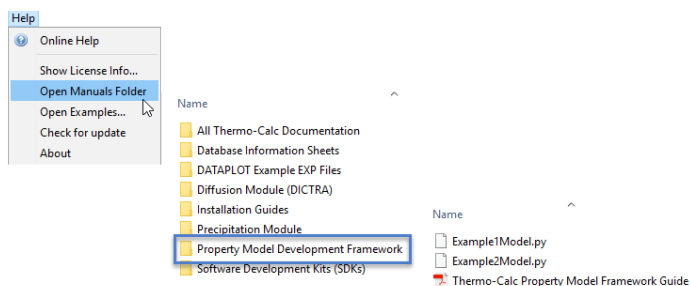 Help
Online Help
Show License Info...
Open Manuals Folder
Open Examples...
Check for update
About
Name
All Thermo-Calc Documentation
Database Information Sheets
DATAPLOT Example EXP Files
Diffusion Module (DICTRA)
Installation Guides
Precipitation Module
Property Model Development Framework
Software Development Kits (SDKs)
Name
Example1Model.py
Example2Model.py
Thermo-Calc Property Model Framework Guide